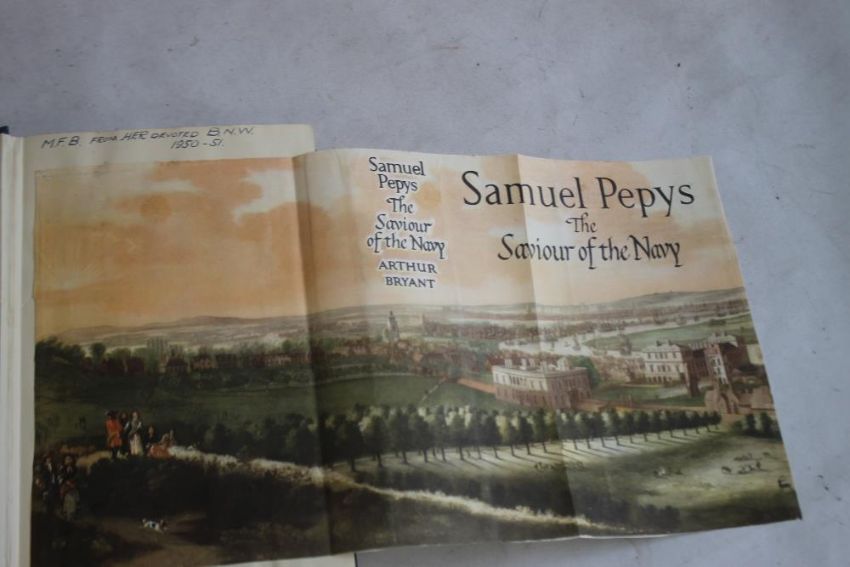 M.F.B. FROM HER DEVOTED B.N.W.
1950-51.
Samuel
Pepys
The
Saviour
of the Navy
ARTHUR
BRYANT
Samuel Pepys
The
Saviour of the Navy